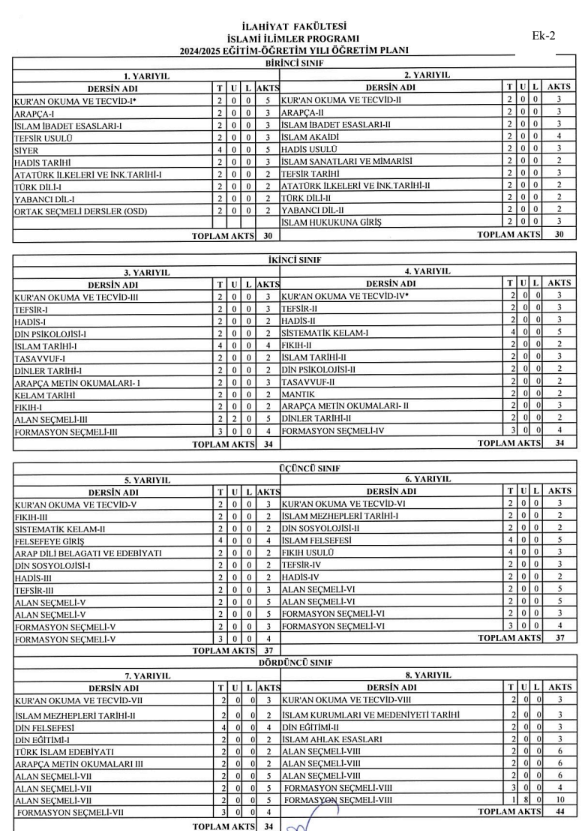 İLAHİYAT FAKÜLTESİ
İSLAMİ İLİMLER PROGRAMI
Ek-2
2024/2025 EĞİTİM-ÖĞRETİM YILI ÖĞRETİM PLANI
BİRİNCİ SINIF
1. YARIYIL 2. YARIYIL
DERSİN ADI T U L AKTS DERSİN ADI T U L AKTS
KUR'AN OKUMA VE TECVİD-I* 2 0 0 5 KUR'AN OKUMA VE TECVİD-II 2 0 0 3
ARAPÇA-I 2 0 0 3 ARAPÇA-II 2 0 0 3
İSLAM İBADET ESASLARI-I 2 0 0 3 İSLAM İBADET ESASLARI-II 2 0 0 3
TEFSİR USULÜ 2 0 0 3 İSLAM AKAİDİ 2 0 0 4
SİYER 4 0 0 5 HADİS USULÜ 2 0 0 3
HADİS TARİHİ 2 0 0 3 İSLAM SANATLARI VE MİMARİSİ 2 0 0 2
ATATÜRK İLKELERİ VE İNK.TARİHİ-I 2 0 0 2 TEFSİR TARİHİ 2 0 0 3
TÜRK DİLİ-I 2 0 0 2 ATATÜRK İLKELERİ VE İNK.TARİHİ-II 2 0 0 2
YABANCI DİL-I 2 0 0 2 TÜRK DİLİ-II 2 0 0 2
ORTAK SEÇMELİ DERSLER (OSD) 2 0 0 2 YABANCI DİL-II 2 0 0 2
İSLAM HUKUKUNA GİRİŞ 2 0 0 3
TOPLAM AKTS 30 TOPLAM AKTS 30
İKİNCİ SINIF
3. YARIYIL 4. YARIYIL
DERSİN ADI T U L AKTS DERSİN ADI T U L AKTS
KUR'AN OKUMA VE TECVİD-III 2 0 0 3 KUR'AN OKUMA VE TECVİD-IV* 2 0 0 3
TEFSİR-I 2 0 0 3 TEFSİR-II 2 0 0 3
HADİS-I 2 0 0 2 HADİS-II 2 0 0 3
DİN PSİKOLOJİSİ-I 2 0 0 2 SİSTEMATİK KELAM-I 4 0 0 5
İSLAM TARİHİ-I 4 0 0 4 FIKIH-II 2 0 0 2
TASAVVUF-I 2 0 0 2 İSLAM TARİHİ-II 2 0 0 3
DİNLER TARİHİ-I 2 0 0 2 DİN PSİKOLOJİSİ-II 2 0 0 2
ARAPÇA METİN OKUMALARI- I 2 0 0 3 TASAVVUF-II 2 0 0 2
KELAM TARİHİ 2 0 0 2 MANTIK 2 0 0 2
FIKIH-I 2 0 0 2 ARAPÇA METİN OKUMALARI- II 2 0 0 3
ALAN SEÇMELİ-III 2 2 0 5 DİNLER TARİHİ-II 2 0 0 2
FORMASYON SEÇMELİ-III 3 0 0 4 FORMASYON SEÇMELİ-IV 3 0 0 4
TOPLAM AKTS 34 TOPLAM AKTS 34
ÜÇÜNCÜ SINIF
5. YARIYIL 6. YARIYIL
DERSİN ADI T U L AKTS DERSİN ADI T U L AKTS
KUR'AN OKUMA VE TECVİD-V 2 0 0 3 KUR'AN OKUMA VE TECVİD-VI 2 0 0 3
FIKIH-III 2 0 0 2 İSLAM MEZHEPLERİ TARİHİ-I 2 0 0 2
SİSTEMATİK KELAM-II 2 0 0 2 DİN SOSYOLOJİSİ-II 2 0 0 2
FELSEFEYE GİRİŞ 4 0 0 4 İSLAM FELSEFESİ 4 0 0 5
ARAP DİLİ BELAGATI VE EDEBİYATI 2 0 0 2 FIKIH USULÜ 4 0 0 3
DİN SOSYOLOJİSİ-I 2 0 0 2 TEFSİR-IV 2 0 0 3
HADİS-III 2 0 0 2 HADİS-IV 2 0 0 2
TEFSİR-III 2 0 0 3 ALAN SEÇMELİ-VI 2 0 0 5
ALAN SEÇMELİ-V 2 0 0 5 ALAN SEÇMELİ-VI 2 0 0 5
ALAN SEÇMELİ-V 2 0 0 5 FORMASYON SEÇMELİ-VI 2 0 0 3
FORMASYON SEÇMELİ-V 2 0 0 3 FORMASYON SEÇMELİ-VI 3 0 0 4
FORMASYON SEÇMELİ-V 3 0 0 4 TOPLAM AKTS 37
TOPLAM AKTS 37
DÖRDÜNCÜ SINIF
7. YARIYIL 8. YARIYIL
DERSİN ADI T U L AKTS DERSİN ADI T U L AKTS
KUR'AN OKUMA VE TECVİD-VII 2 0 0 3 KUR'AN OKUMA VE TECVİD-VIII 2 0 0 3
İSLAM MEZHEPLERİ TARİHİ-II 2 0 0 2 İSLAM KURUMLARI VE MEDENİYETİ TARİHİ 2 0 0 3
DİN FELSEFESİ 4 0 0 4 DİN EĞİTİMİ-II 2 0 0 3
DİN EĞİTİMİ-I 2 0 0 2 İSLAM AHLAK ESASLARI 2 0 0 3
TÜRK İSLAM EDEBİYATI 2 0 0 2 ALAN SEÇMELİ-VIII 2 0 0 6
ARAPÇA METİN OKUMALARI III 2 0 0 2 ALAN SEÇMELİ-VIII 2 0 0 6
ALAN SEÇMELİ-VII 2 0 0 5 ALAN SEÇMELİ-VIII 2 0 0 6
ALAN SEÇMELİ-VII 2 0 0 5 FORMASYON SEÇMELİ-VIII 3 0 0 4
ALAN SEÇMELİ-VII 2 0 0 5 FORMASYON SEÇMELİ-VIII 1 8 0 10
FORMASYON SEÇMELİ-VII 3 0 0 4 TOPLAM AKTS 44
TOPLAM AKTS 34